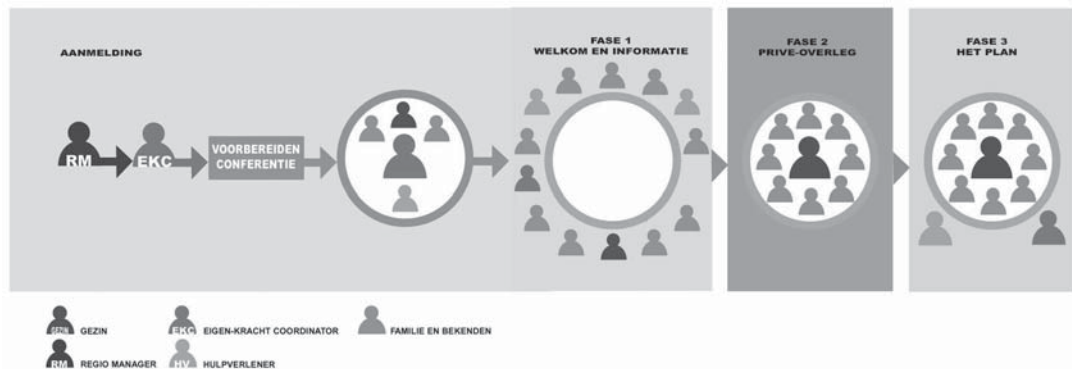 AANMELDING
RM
EKC
VOORBEREIDEN
CONFERENTIE
FASE 1
WELKOM EN INFORMATIE
FASE 2
PRIVE-OVERLEG
FASE 3
HET PLAN
GEZIN GEZIN
EKC EIGEN-KRACHT COORDINATOR
FAMILIE EN BEKENDEN
RM REGIO MANAGER
HV HULPVERLENER